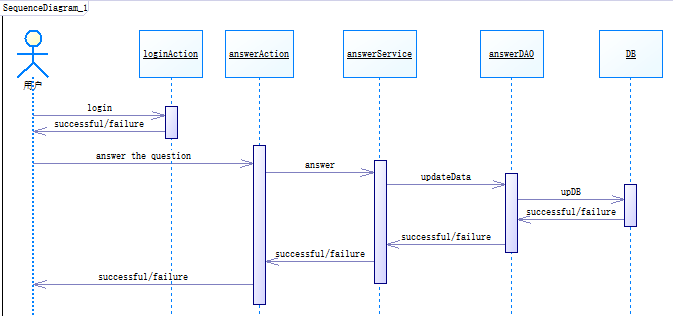 SequenceDiagram_1
loginAction
answerAction
answerService
answerDAO
DB
用户
login
successful/failure
answer the question
answer
updateData
upDB
successful/failure
successful/failure
successful/failure
successful/failure